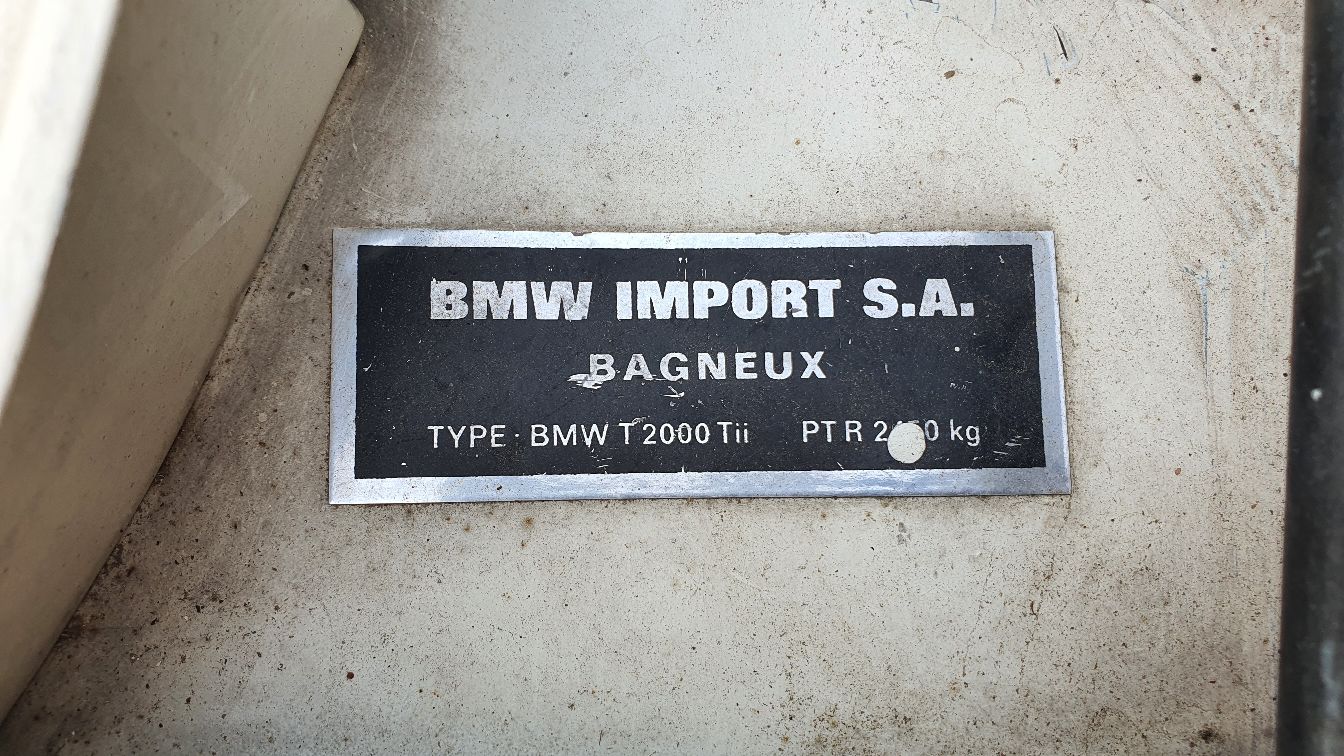 BMW IMPORT S.A.
BAGNEUX
TYPE · BMW T 2000 Tii PT R kg